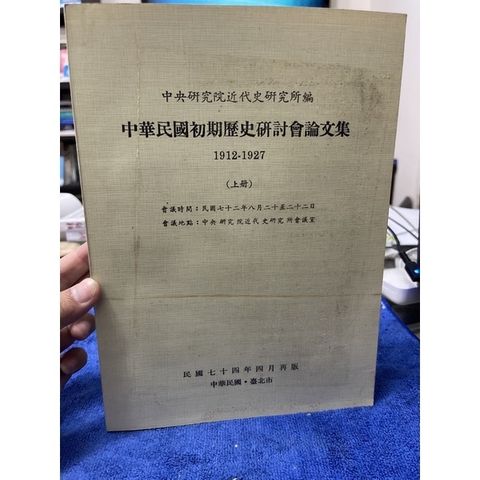 中央研究院近代史研究所編
中華民國初期歷史研討會論文集
1912-1927
(上册)
會議時間：民國七十二年八月二十至二十二日
會議地點：中央研究院近代史研究所會議室
民國七十四年四月再版
中華民國・臺北市